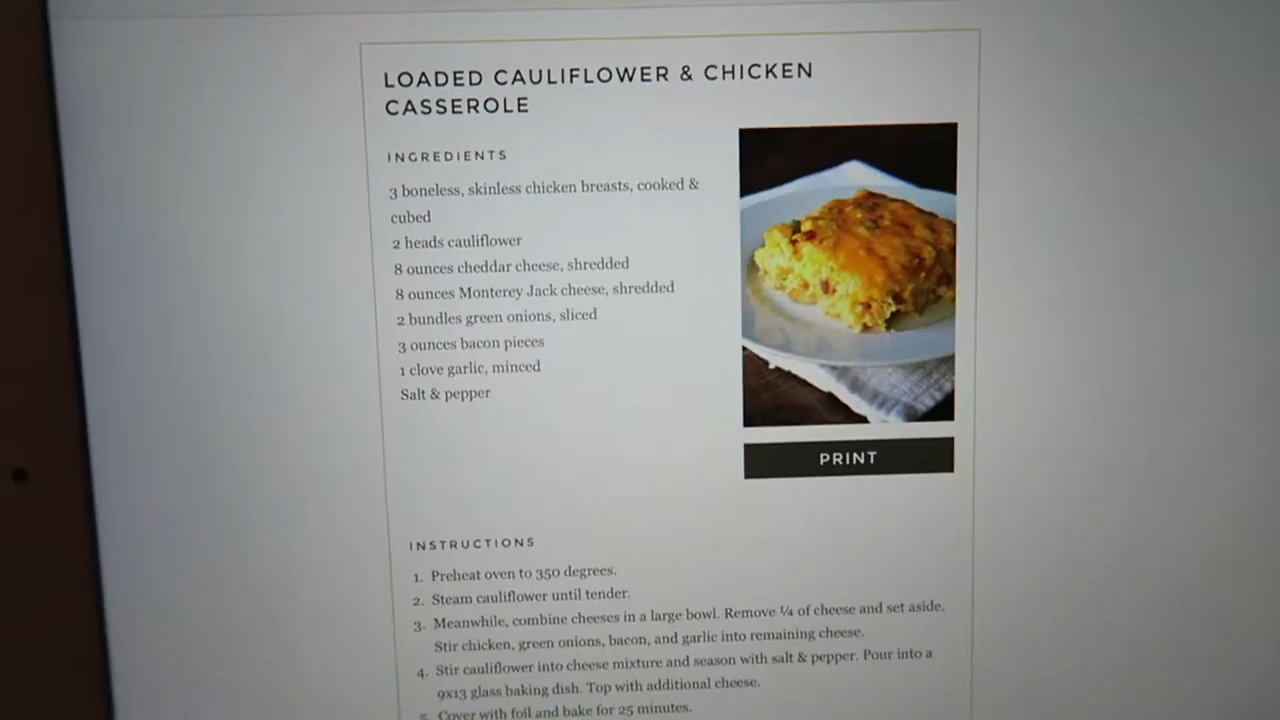 LOADED CAULIFLOWER & CHICKEN
CASSEROLE
INGREDIENTS
3 boneless, skinless chicken breasts, cooked &
cubed
2 heads cauliflower
8 ounces cheddar cheese, shredded
8 ounces Monterey Jack cheese, shredded
2 bundles green onions, sliced
3 ounces bacon pieces
1 clove garlic, minced
Salt & pepper
PRINT
INSTRUCTIONS
1. Preheat oven to 350 degrees.
2. Steam cauliflower until tender.
3. Meanwhile, combine cheeses in a large bowl. Remove ¼ of cheese and set aside.
Stir chicken, green onions, bacon, and garlic into remaining cheese.
4. Stir cauliflower into cheese mixture and season with salt & pepper. Pour into a
9x13 glass baking dish. Top with additional cheese.
5. Cover with foil and bake for 25 minutes.